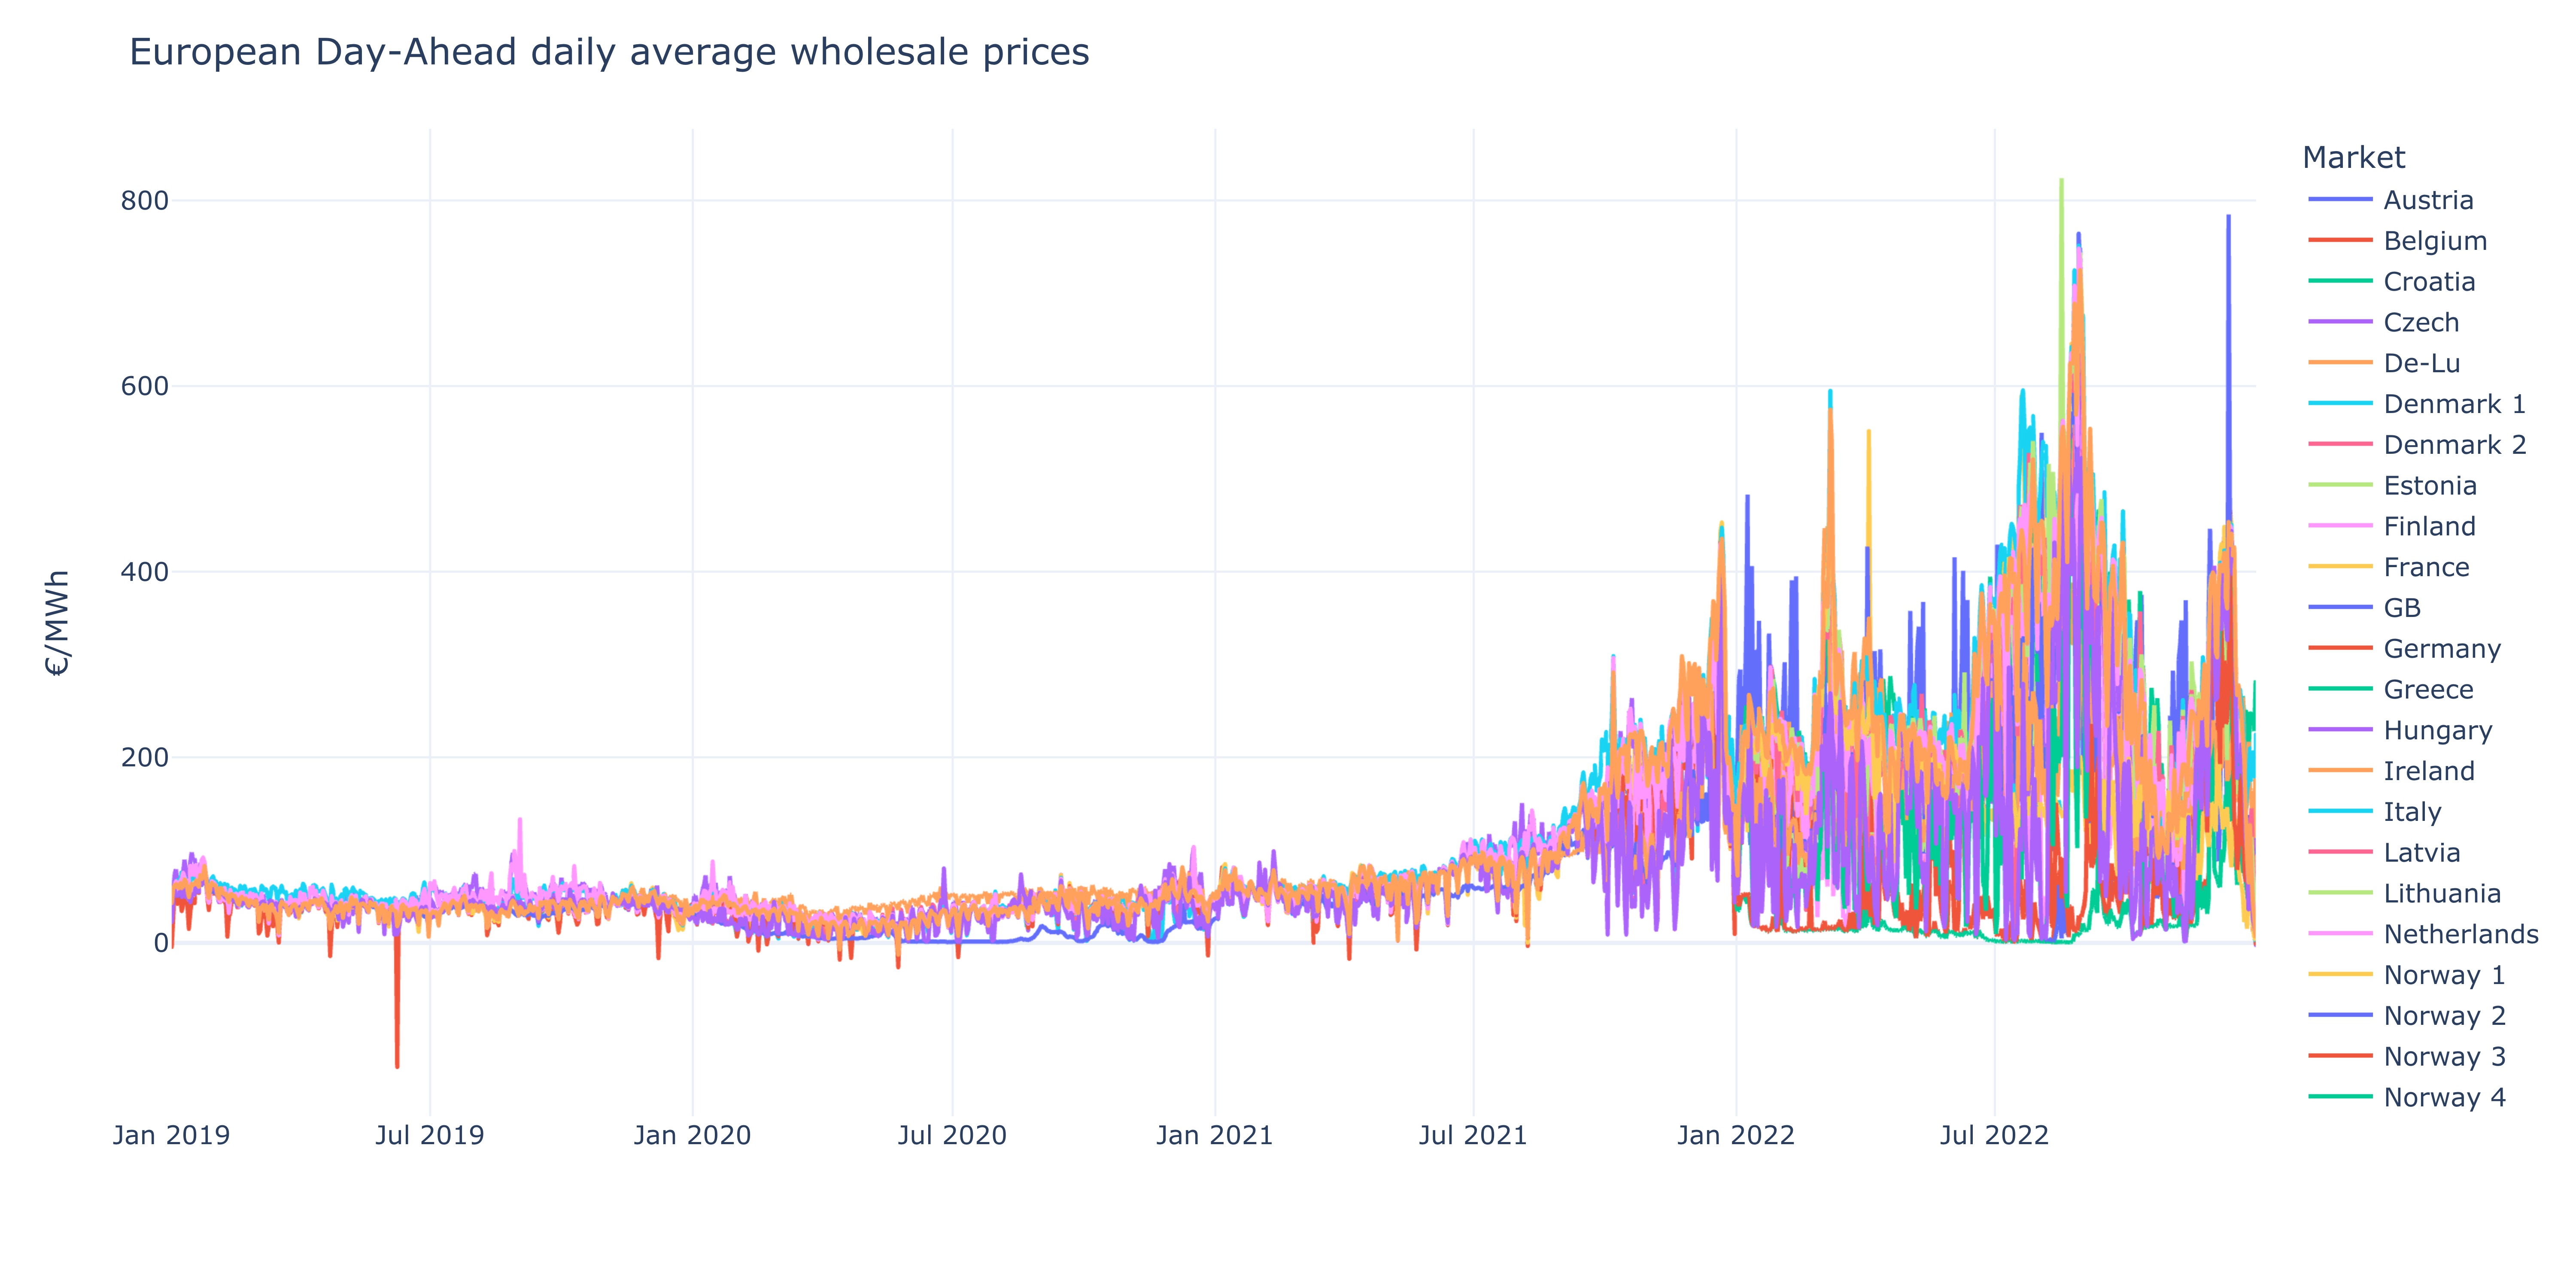 European Day-Ahead daily average wholesale prices
€/MWh
800
600
400
200
0
Jan 2019
Jul 2019
Jan 2020
Jul 2020
Jan 2021
Jul 2021
Jan 2022
Jul 2022
Market
Austria
Belgium
Croatia
Czech
De-Lu
Denmark 1
Denmark 2
Estonia
Finland
France
GB
Germany
Greece
Hungary
Ireland
Italy
Latvia
Lithuania
Netherlands
Norway 1
Norway 2
Norway 3
Norway 4